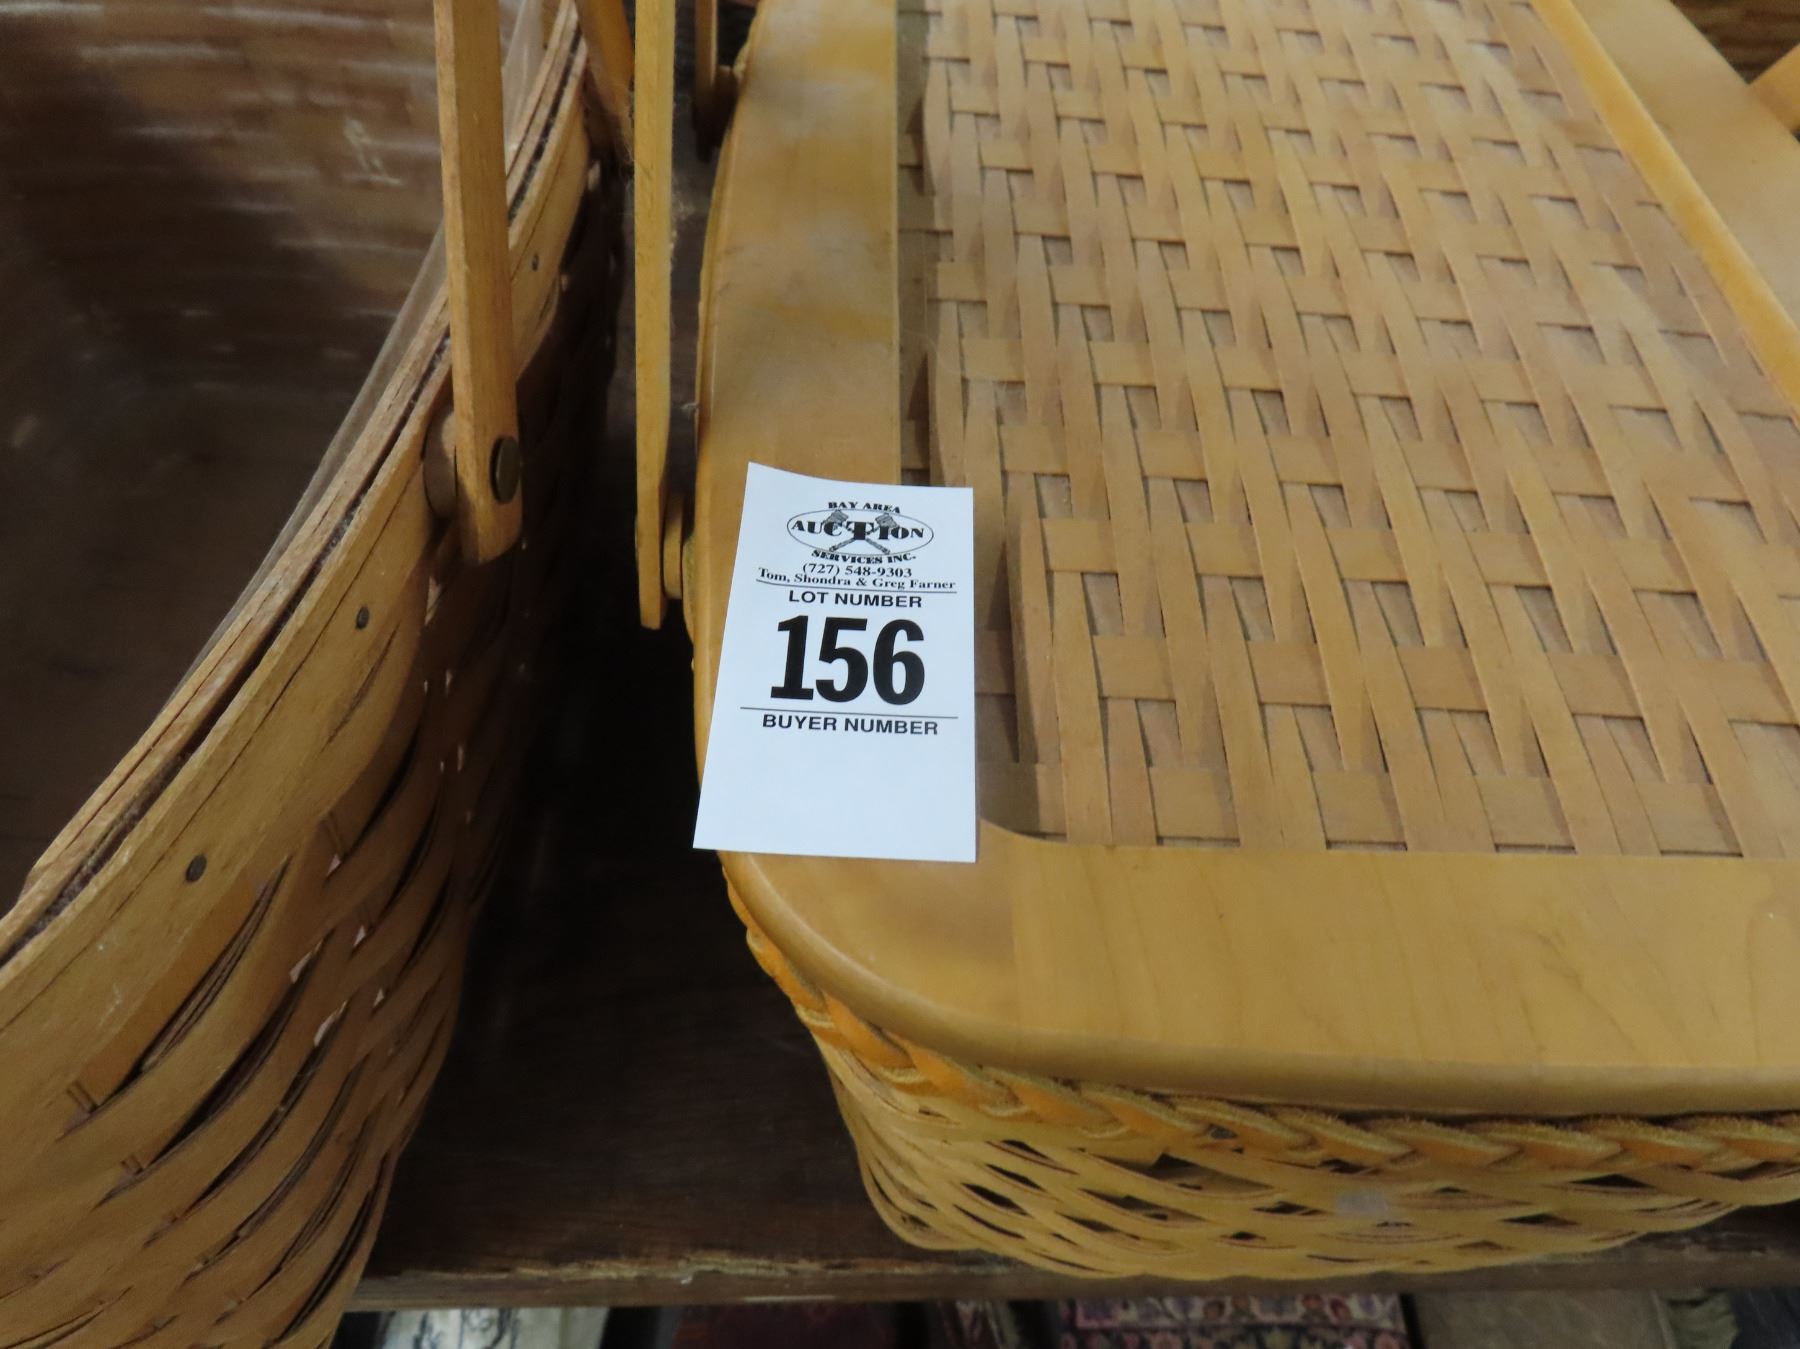 BAY AREA
AUCTION
SERVICES INC.
(727) 548-9303
Tom, Shondra & Greg Farner
LOT NUMBER
156
BUYER NUMBER